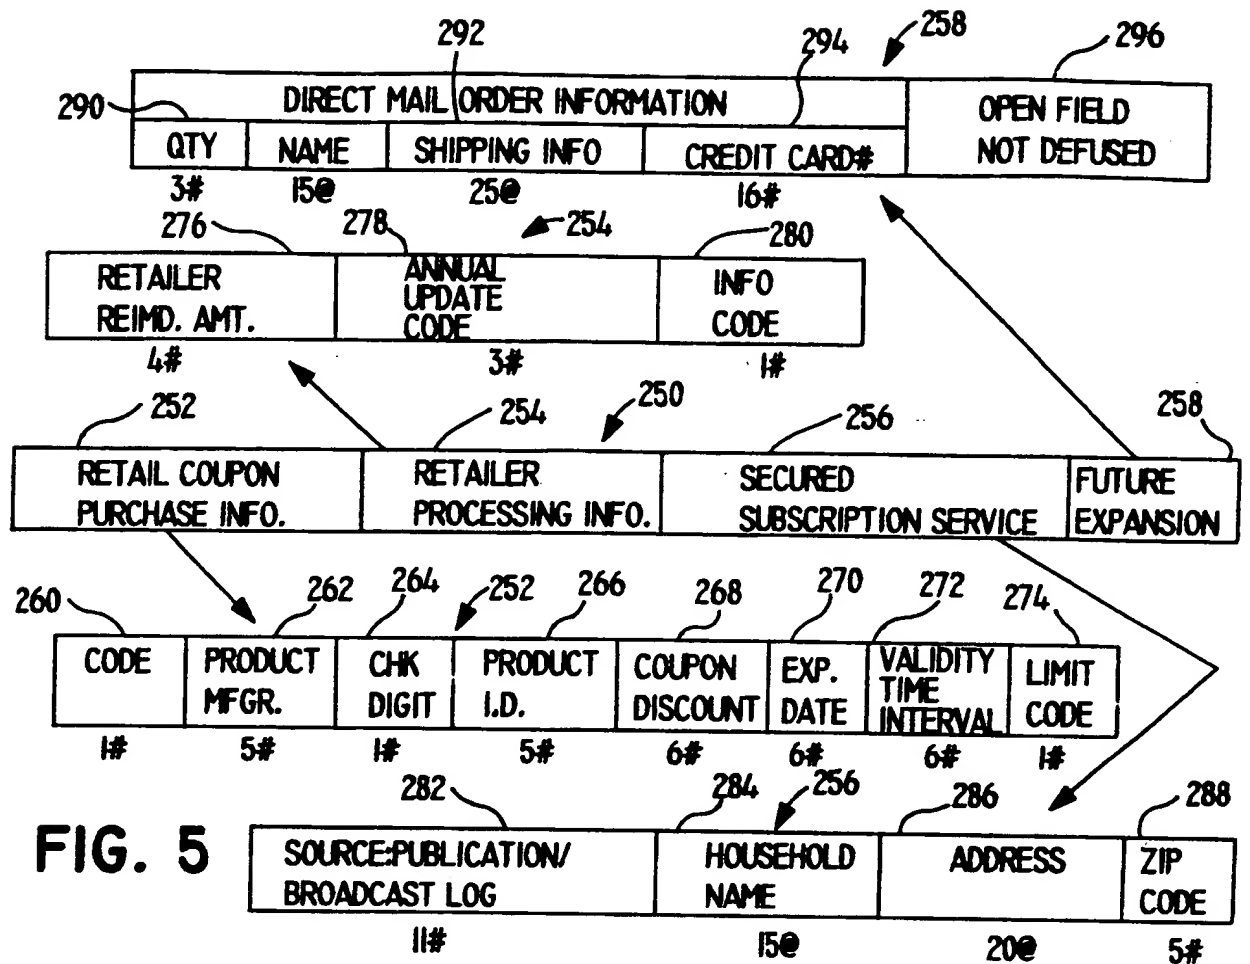 292
294
258
296
290
DIRECT MAIL ORDER INFORMATION
OPEN FIELD
NOT DEFUSED
QTY
NAME
SHIPPING INFO
CREDIT CARD#
3#
15@
25@
16#
276
278
254
280
RETAILER
REIMD. AMT.
ANNUAL
UPDATE
CODE
INFO
CODE
4#
3#
1#
252
254
250
256
258
RETAIL COUPON
PURCHASE INFO.
RETAILER
PROCESSING INFO.
SECURED
SUBSCRIPTION SERVICE
FUTURE
EXPANSION
260
262
264
252
266
268
270
272
274
CODE
PRODUCT
MFGR.
CHK
DIGIT
PRODUCT
I.D.
COUPON
DISCOUNT
EXP.
DATE
VALIDITY
TIME
INTERVAL
LIMIT
CODE
1#
5#
1#
5#
6#
6#
6#
1#
282
284
256
286
288
FIG. 5
SOURCE:PUBLICATION/
BROADCAST LOG
HOUSEHOLD
NAME
ADDRESS
ZIP
CODE
11#
15@
20@
5#